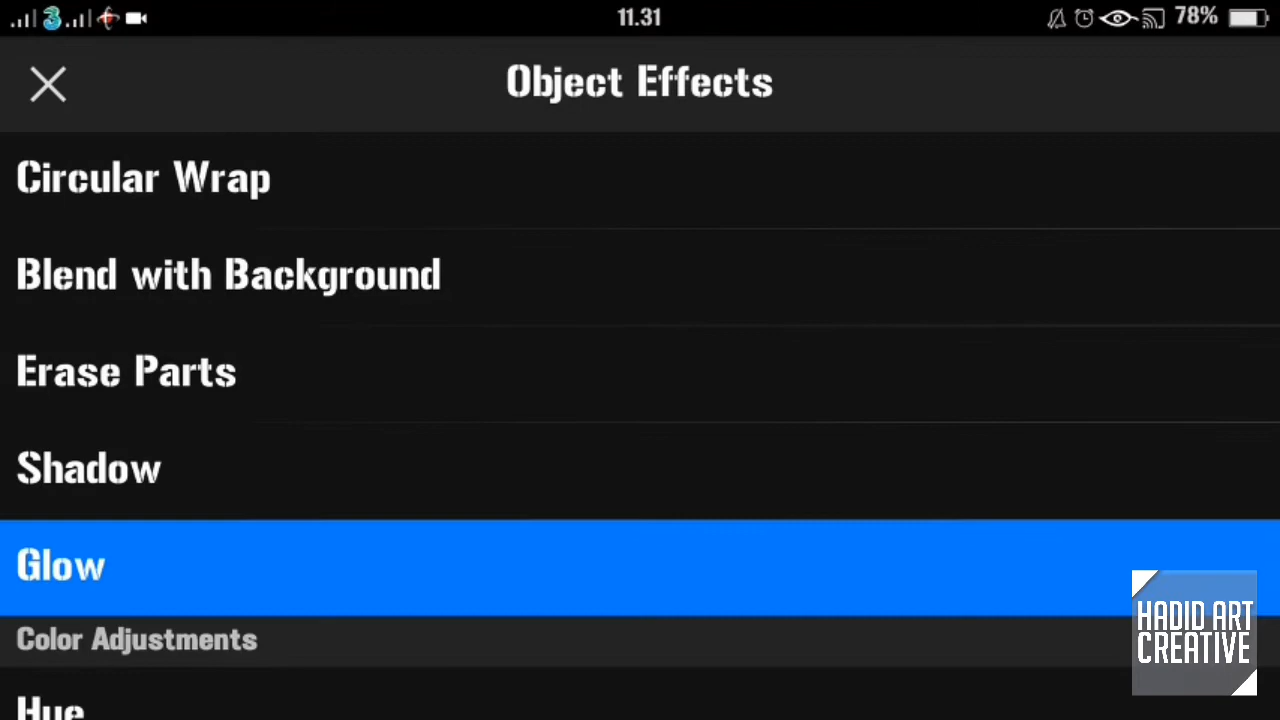 11.31
78%
Object Effects
Circular Wrap
Blend with Background
Erase Parts
Shadow
Glow
Color Adjustments
Hue
HADID ART
CREATIVE